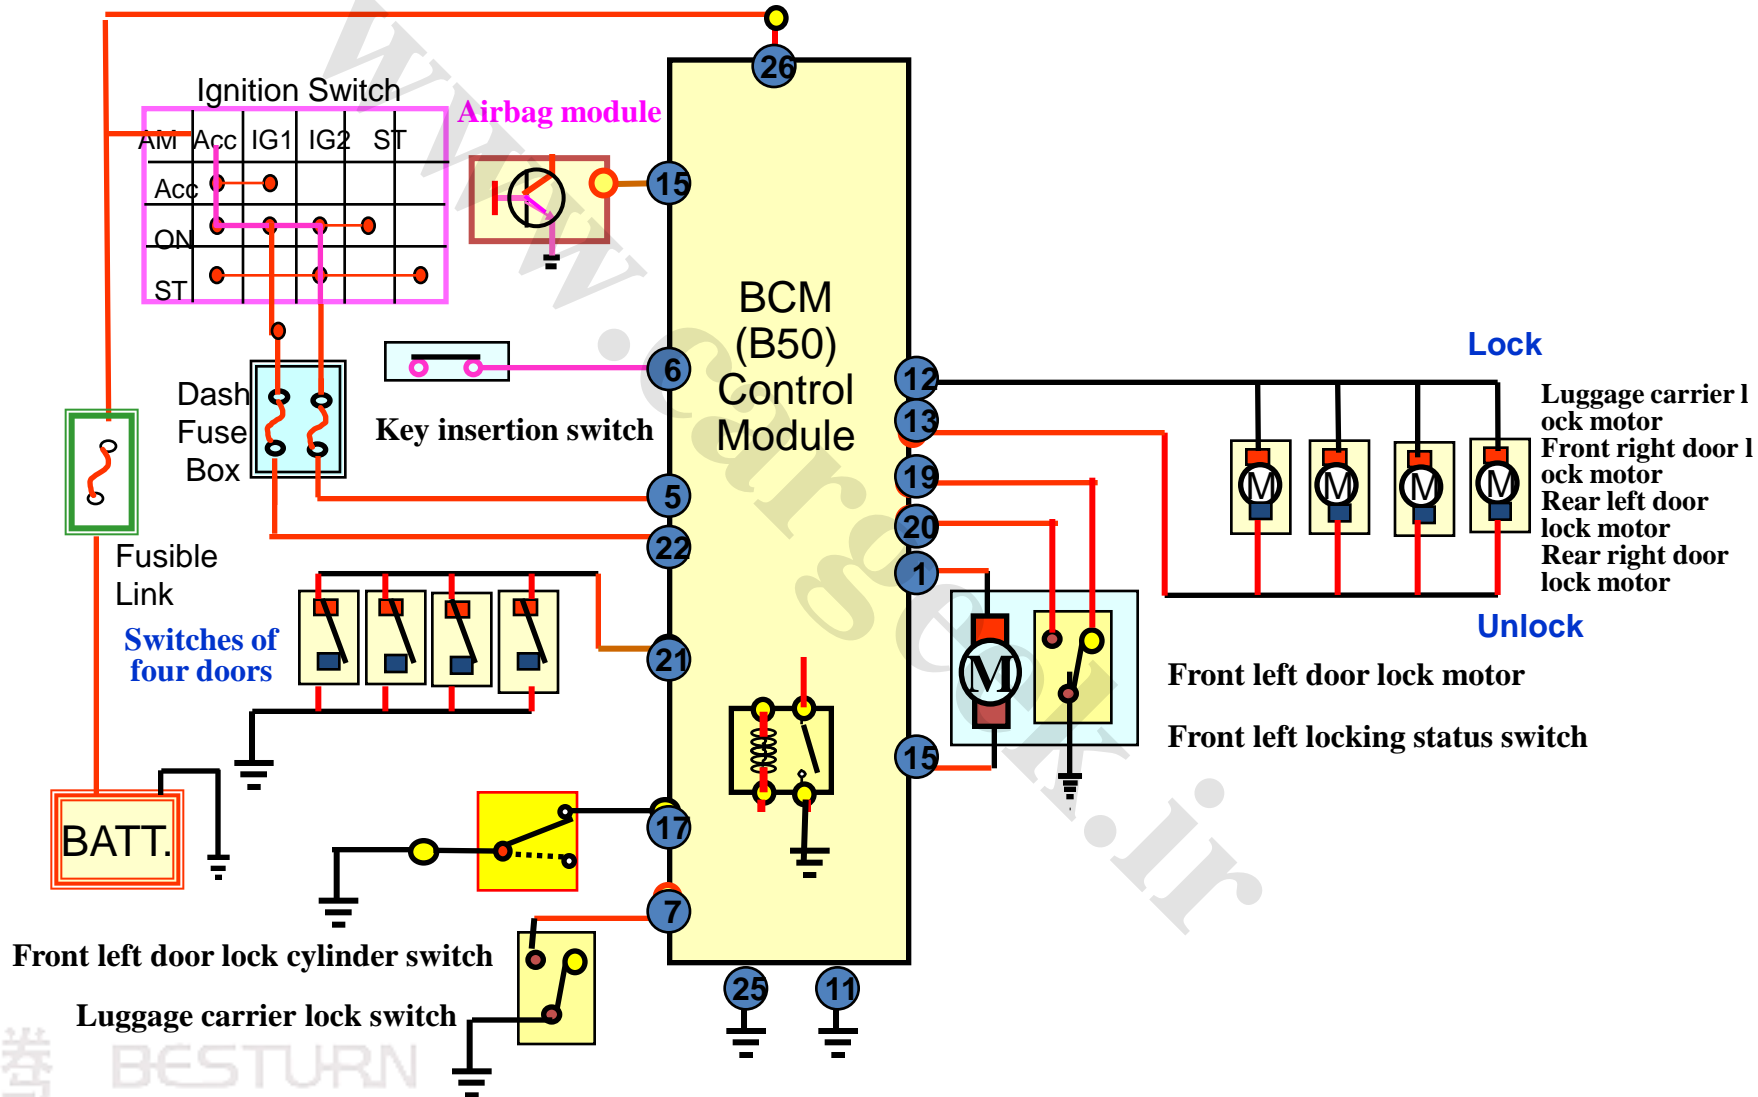 26
Ignition Switch
Airbag module
AM Acc IG1 IG2 ST
Acc
ON
ST
15
BCM
(B50)
Control
Module
6
Key insertion switch
Dash
Fuse
Box
5
22
Fusible
Link
Switches of
four doors
21
BATT.
17
7
Front left door lock cylinder switch
Luggage carrier lock switch
25
11
12
13
19
20
1
15
M
M
M
M
M
Lock
Luggage carrier l
ock motor
Front right door l
ock motor
Rear left door
lock motor
Rear right door
lock motor
Unlock
Front left door lock motor
Front left locking status switch
www.cargeek.ir
BESTURN